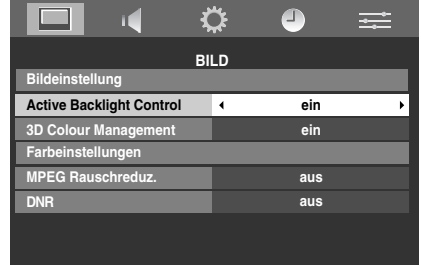 BILD
Bildeinstellung
Active Backlight Control ein
3D Colour Management ein
Farbeinstellungen
MPEG Rauschreduz. aus
DNR aus